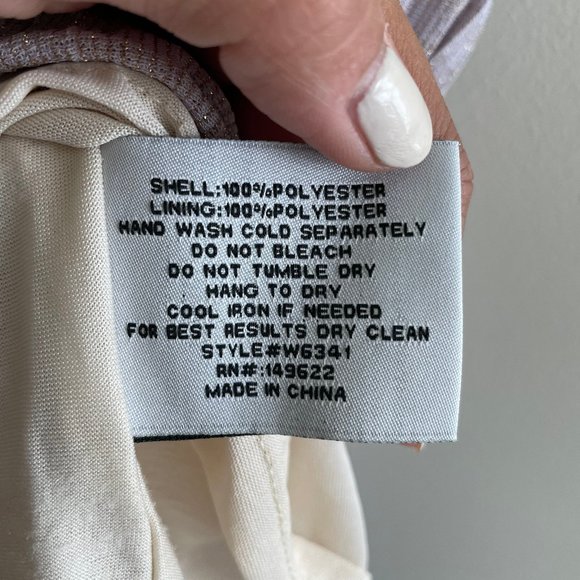 SHELL:100%POLYESTER
LINING:100%POLYESTER
HAND WASH COLD SEPARATELY
DO NOT BLEACH
DO NOT TUMBLE DRY
HANG TO DRY
COOL IRON IF NEEDED
FOR BEST RESULTS DRY CLEAN
STYLE#W6341
RN#:149622
MADE IN CHINA